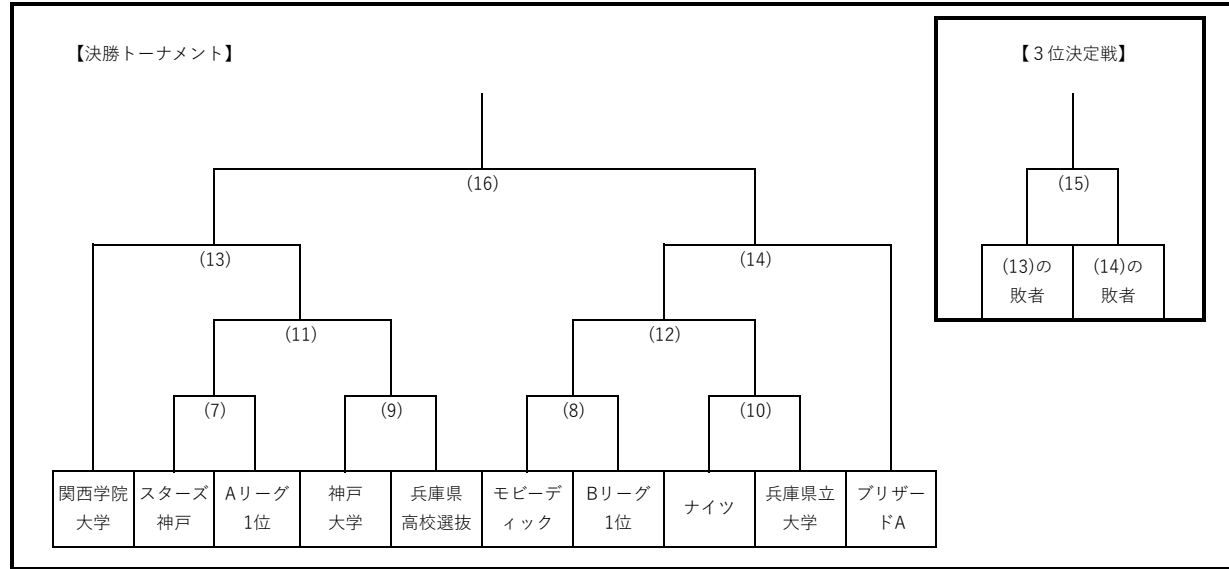 【決勝トーナメント】
【３位決定戦】
(16)
(15)
(13)
(14)
(13)の
敗者
(14)の
敗者
(11)
(12)
(7)
(9)
(8)
(10)
関西学院
大学
スターズ
神戸
Aリーグ
1位
神戸
大学
兵庫県
高校選抜
モビーデ
ィック
Bリーグ
1位
ナイツ
兵庫県立
大学
ブリザー
ドA